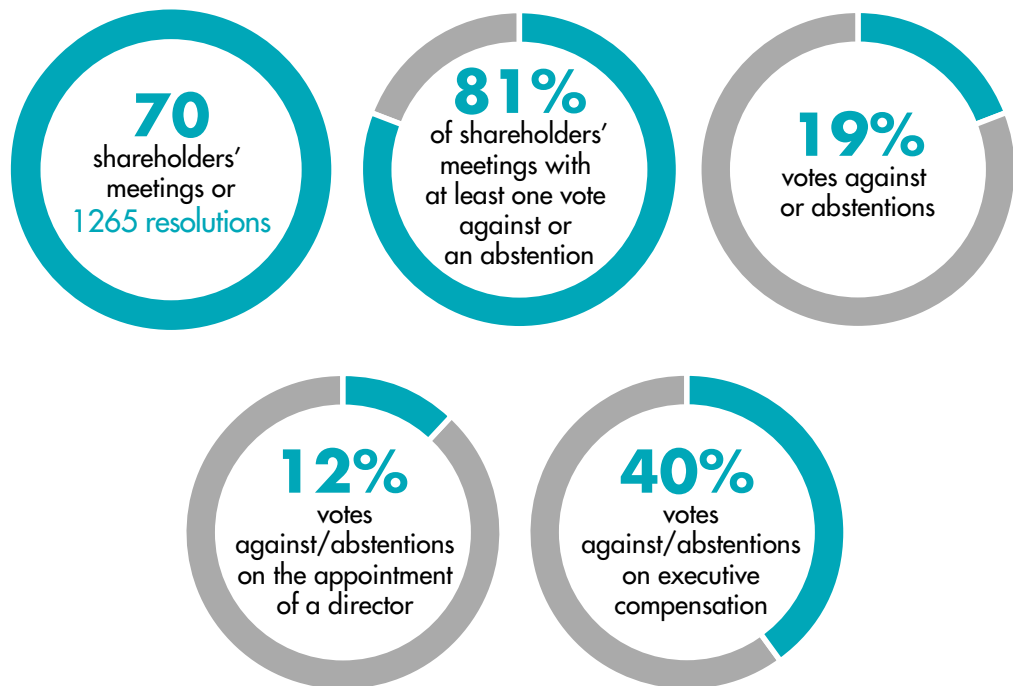 70
shareholders’
meetings or
1265 resolutions
81%
of shareholders’
meetings with
at least one vote
against or
an abstention
19%
votes against
or abstentions
12%
votes
against/abstentions
on the appointment
of a director
40%
votes
against/abstentions
on executive
compensation